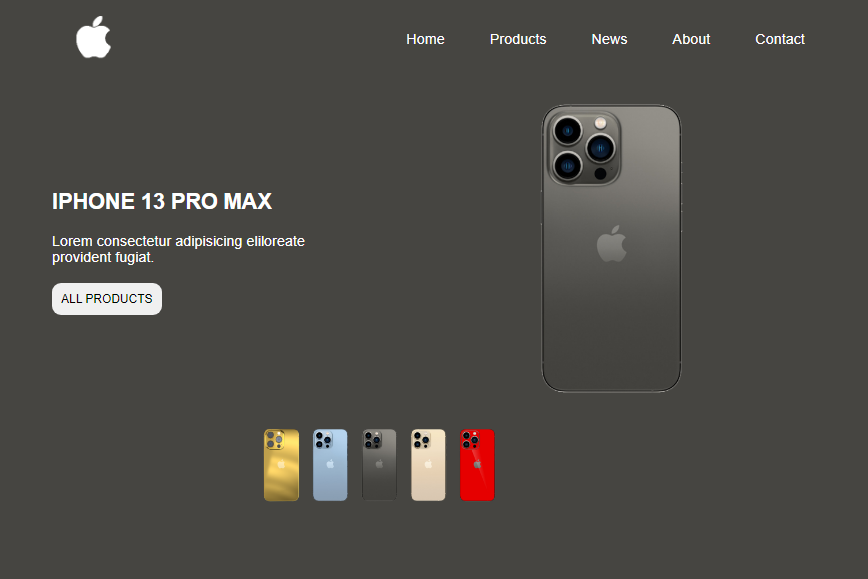 Home Products News About Contact
IPHONE 13 PRO MAX
Lorem consectetur adipisicing eliloreate
provident fugiat.
ALL PRODUCTS